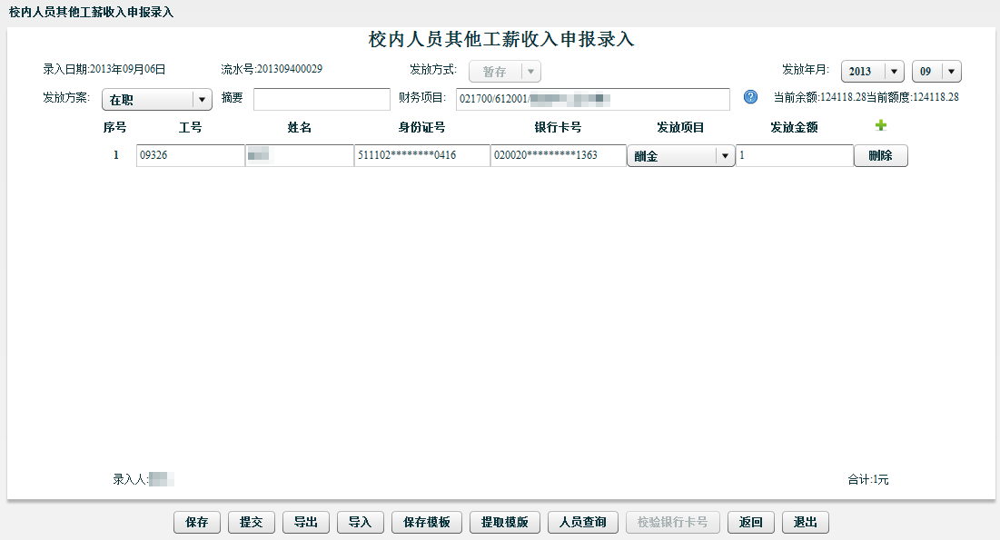 校内人员其他工薪收入申报录入
校内人员其他工薪收入申报录入
录入日期:2013年09月06日 流水号:201309400029 发放方式: 暂存 发放年月: 2013 09
发放方案: 在职 摘要 财务项目: 021700/612001/ 当前余额:124118.28当前额度:124118.28
序号 工号 姓名 身份证号 银行卡号 发放项目 发放金额
1 09326 511102********0416 020020*********1363 酬金 1 删除
录入人: 合计:1元
保存 提交 导出 导入 保存模板 提取模版 人员查询 校验银行卡号 返回 退出